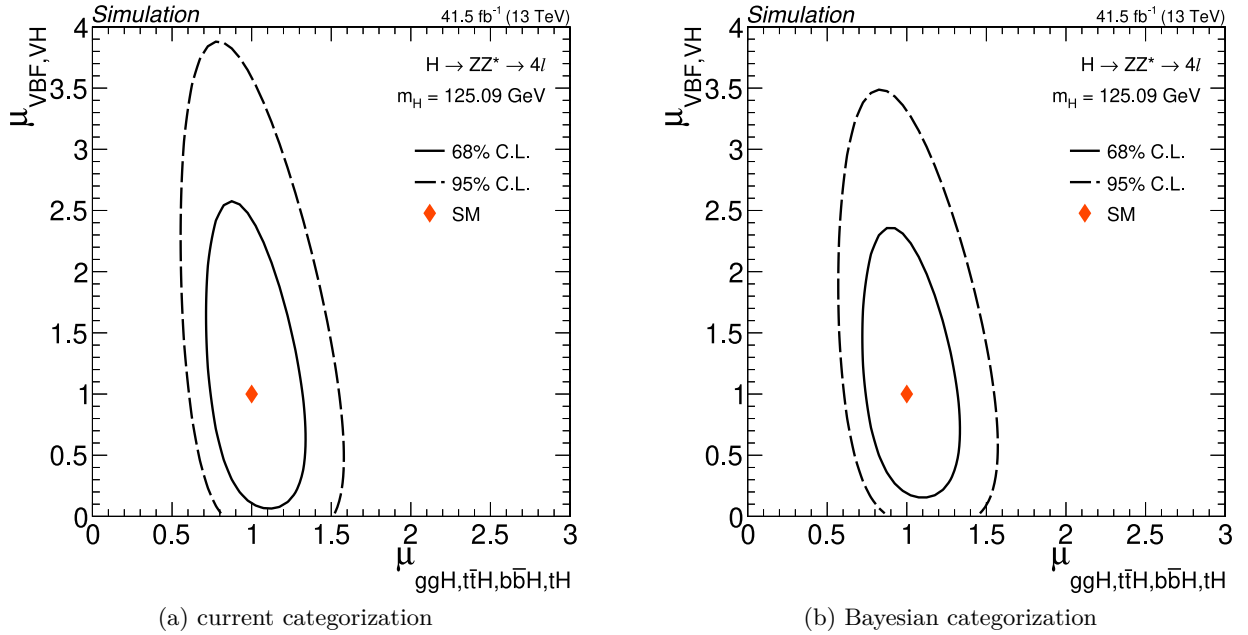 Simulation
41.5 fb⁻¹ (13 TeV)
4
3.5
3
2.5
2
1.5
1
0.5
0
μ VBF,VH
H → ZZ* → 4l
m_H = 125.09 GeV
68% C.L.
95% C.L.
SM
0 0.5 1 1.5 2 2.5 3
μ ggH,tt̄H,bb̄H,tH
(a) current categorization
Simulation
41.5 fb⁻¹ (13 TeV)
4
3.5
3
2.5
2
1.5
1
0.5
0
μ VBF,VH
H → ZZ* → 4l
m_H = 125.09 GeV
68% C.L.
95% C.L.
SM
0 0.5 1 1.5 2 2.5 3
μ ggH,tt̄H,bb̄H,tH
(b) Bayesian categorization